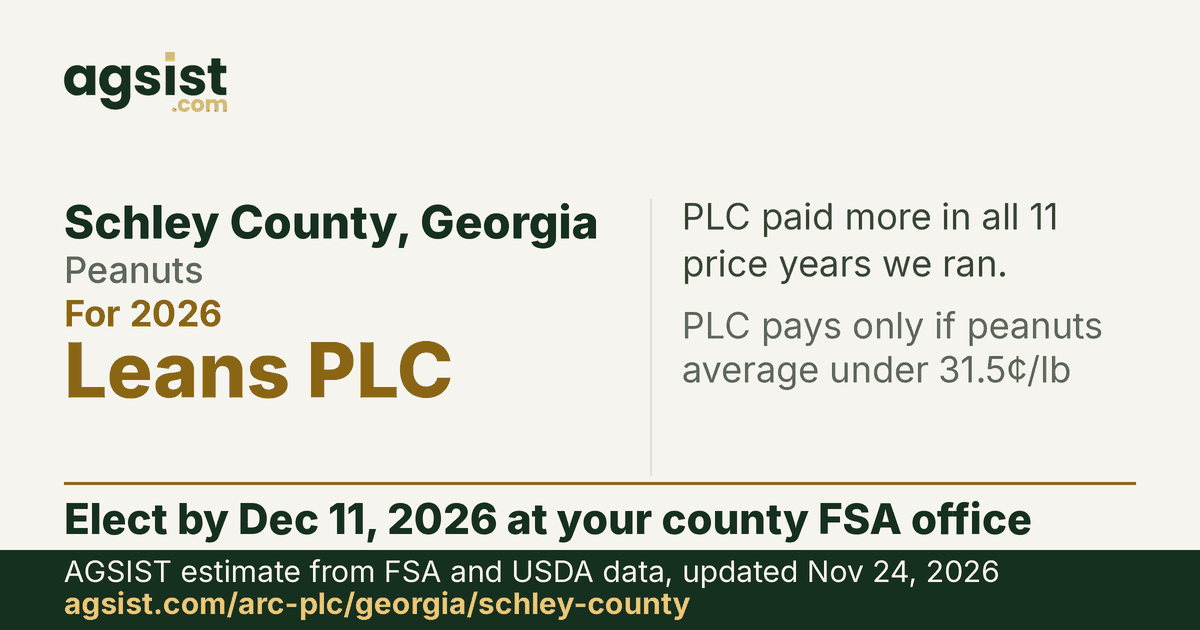 agsist
.com
Schley County, Georgia
Peanuts
For 2026
Leans PLC
PLC paid more in all 11
price years we ran.
PLC pays only if peanuts
average under 31.5¢/lb
Elect by Dec 11, 2026 at your county FSA office
AGSIST estimate from FSA and USDA data, updated Nov 24, 2026
agsist.com/arc-plc/georgia/schley-county